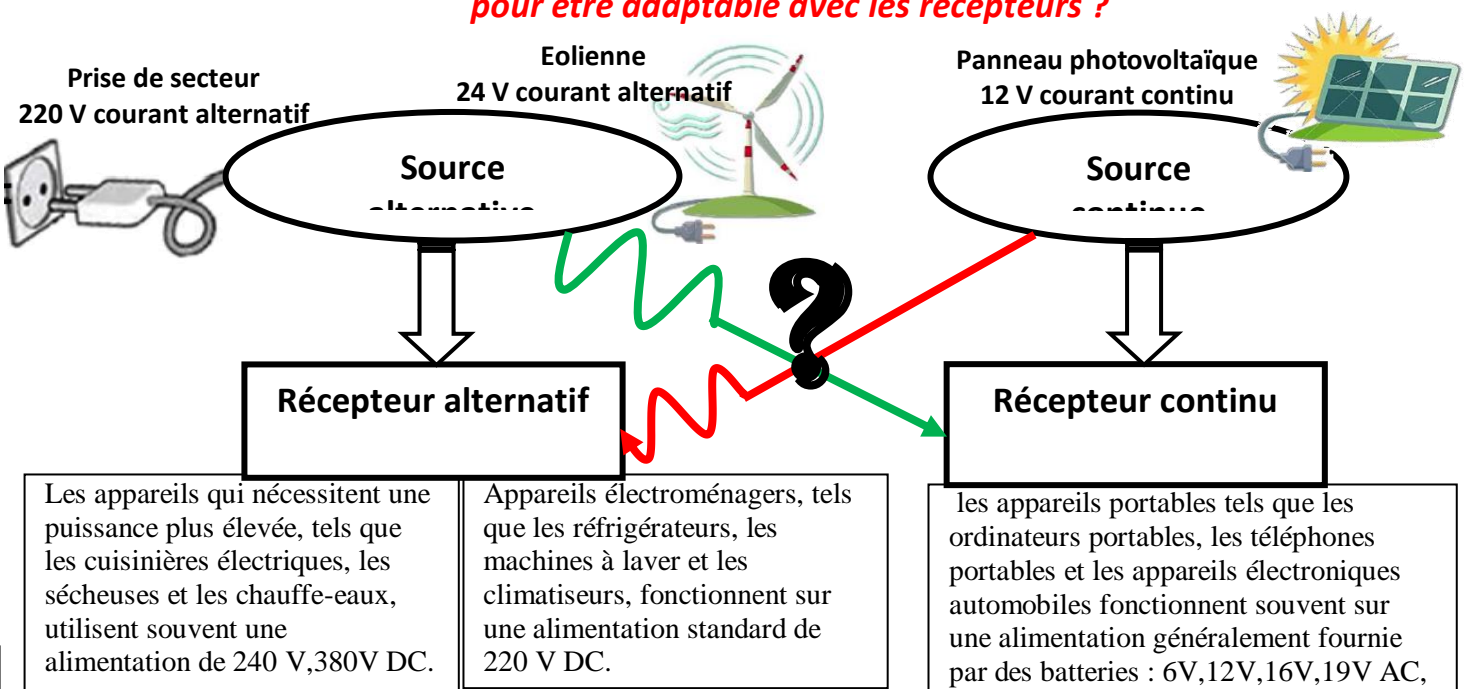 pour être adaptable avec les récepteurs ?
Prise de secteur
220 V courant alternatif
Eolienne
24 V courant alternatif
Panneau photovoltaïque
12 V courant continu
Source
alternative
Source
continue
?
Récepteur alternatif
Récepteur continu
Les appareils qui nécessitent une
puissance plus élevée, tels que
les cuisinières électriques, les
sécheuses et les chauffe-eaux,
utilisent souvent une
alimentation de 240 V,380V DC.
Appareils électroménagers, tels
que les réfrigérateurs, les
machines à laver et les
climatiseurs, fonctionnent sur
une alimentation standard de
220 V DC.
les appareils portables tels que les
ordinateurs portables, les téléphones
portables et les appareils électroniques
automobiles fonctionnent souvent sur
une alimentation généralement fournie
par des batteries : 6V,12V,16V,19V AC,